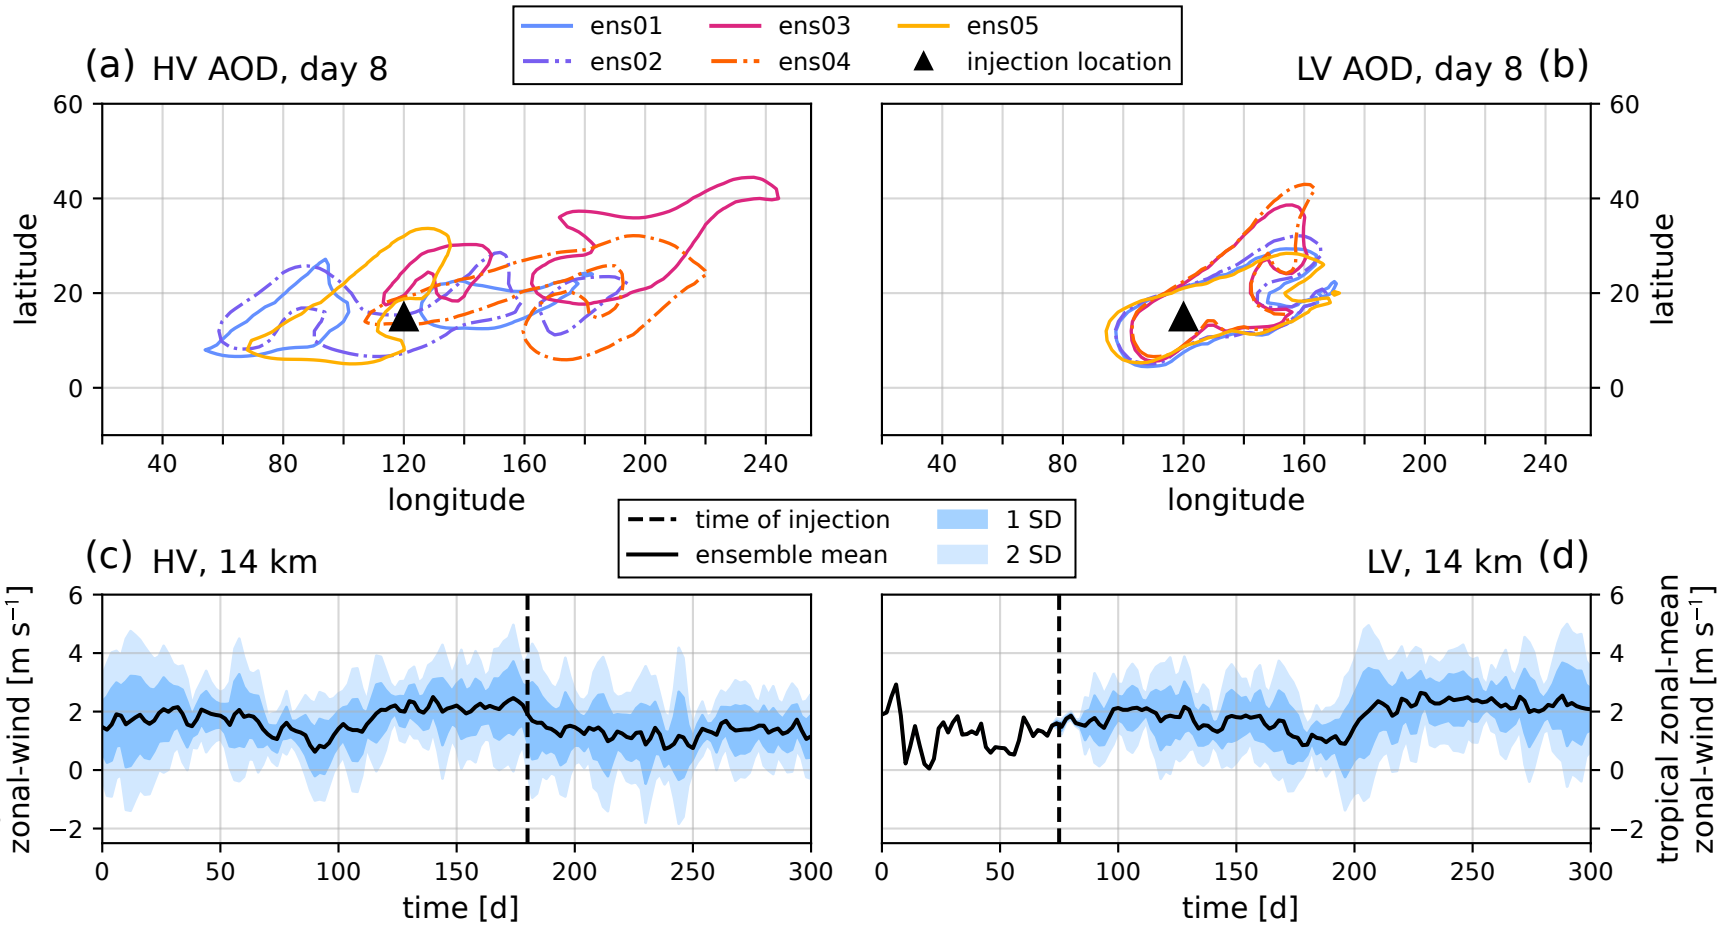 ens01 ens03 ens05
ens02 ens04 injection location
(a) HV AOD, day 8
LV AOD, day 8 (b)
60
40
20
0
latitude
40 80 120 160 200 240
longitude
60
40
20
0
latitude
40 80 120 160 200 240
longitude
time of injection 1 SD
ensemble mean 2 SD
(c) HV, 14 km
LV, 14 km (d)
zonal-wind [m s⁻¹]
6
4
2
0
−2
0 50 100 150 200 250 300
time [d]
6
4
2
0
−2
tropical zonal-mean
zonal-wind [m s⁻¹]
0 50 100 150 200 250 300
time [d]